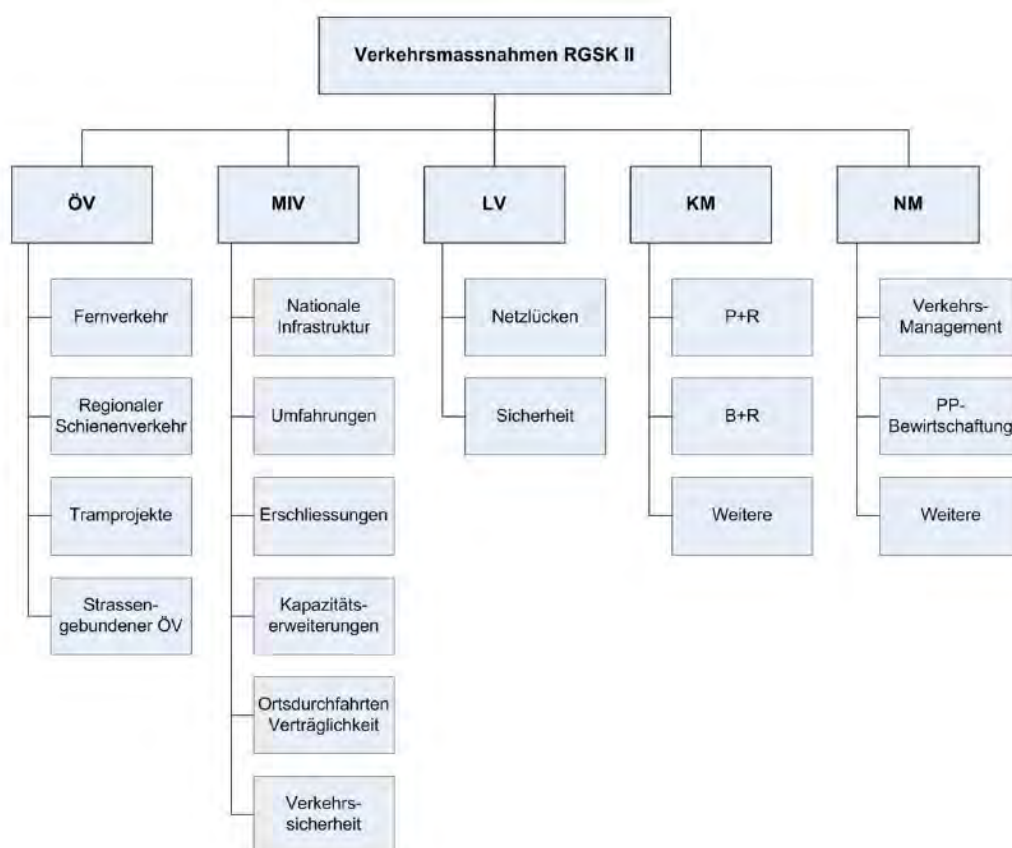 Verkehrsmassnahmen RGSK II
ÖV
MIV
LV
KM
NM
Fernverkehr
Regionaler
Schienenverkehr
Tramprojekte
Strassen-
gebundener ÖV
Nationale
Infrastruktur
Umfahrungen
Erschliessungen
Kapazitäts-
erweiterungen
Ortsdurchfahrten
Verträglichkeit
Verkehrs-
sicherheit
Netzlücken
Sicherheit
P+R
B+R
Weitere
Verkehrs-
Management
PP-
Bewirtschaftung
Weitere